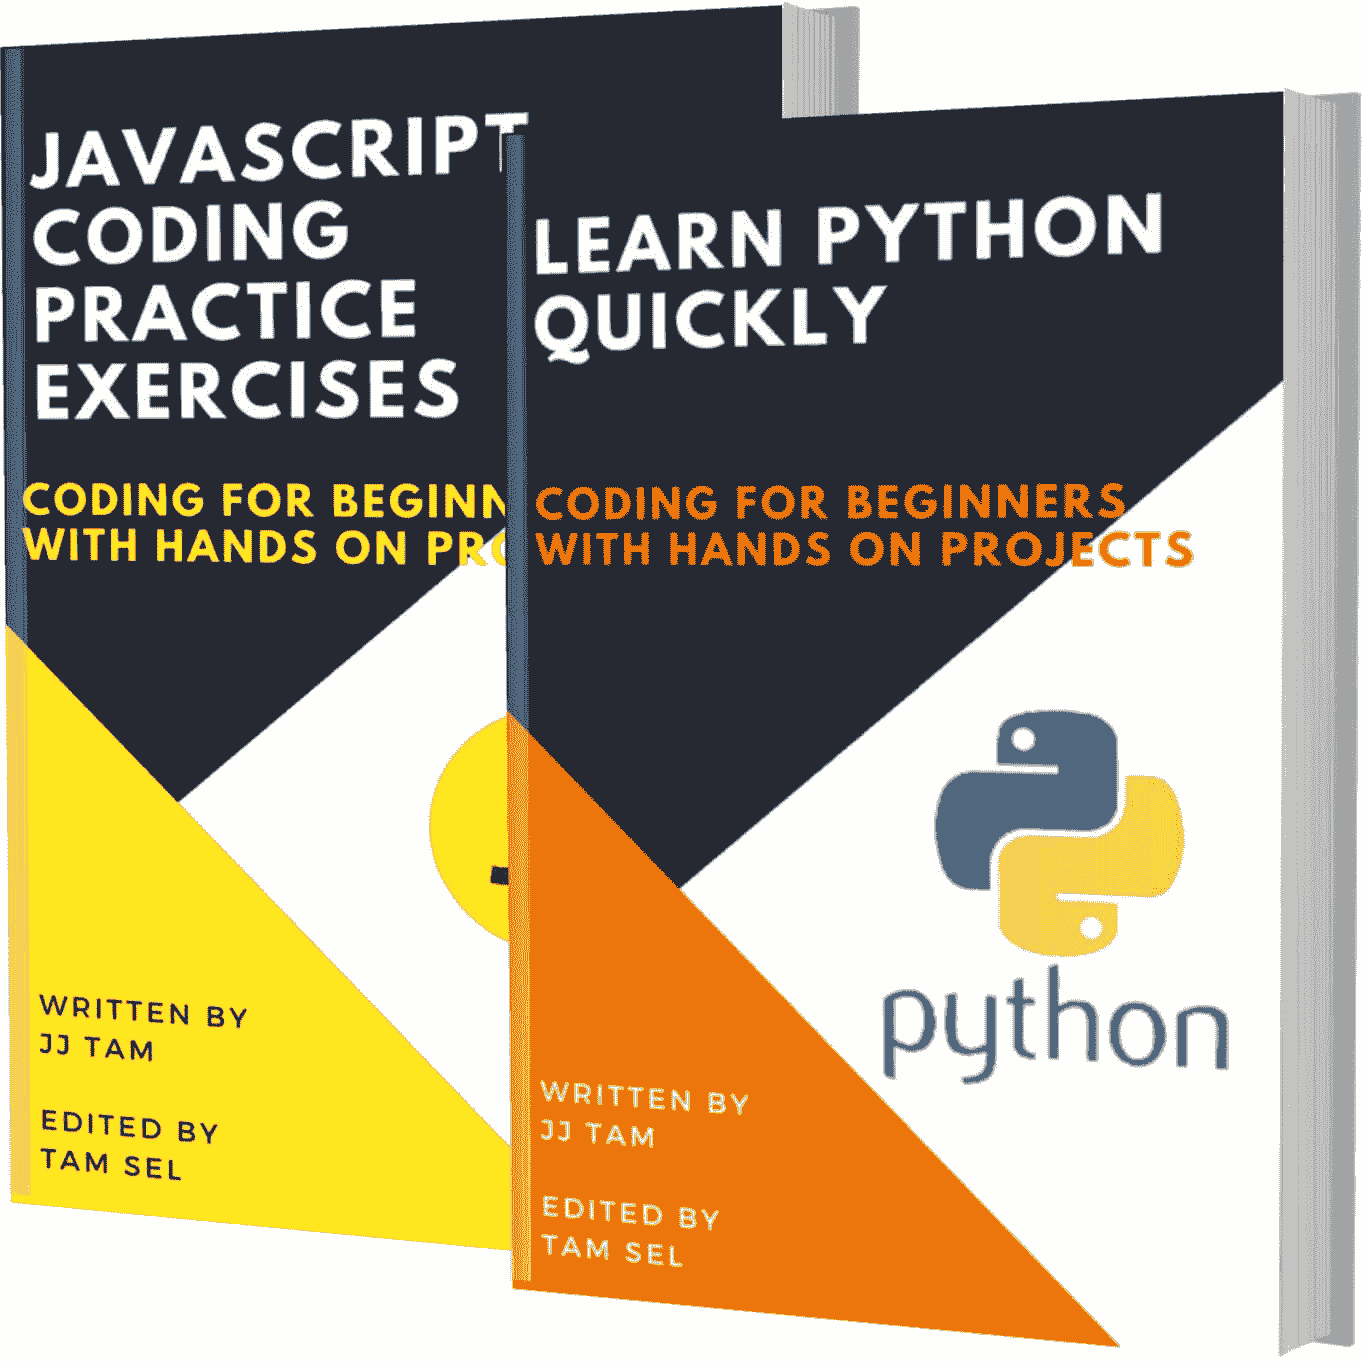 JAVASCRIPT
CODING
PRACTICE
EXERCISES
CODING FOR BEGINN
WITH HANDS ON PRO
WRITTEN BY
JJ TAM
EDITED BY
TAM SEL
LEARN PYTHON
QUICKLY
CODING FOR BEGINNERS
WITH HANDS ON PROJECTS
python
WRITTEN BY
JJ TAM
EDITED BY
TAM SEL